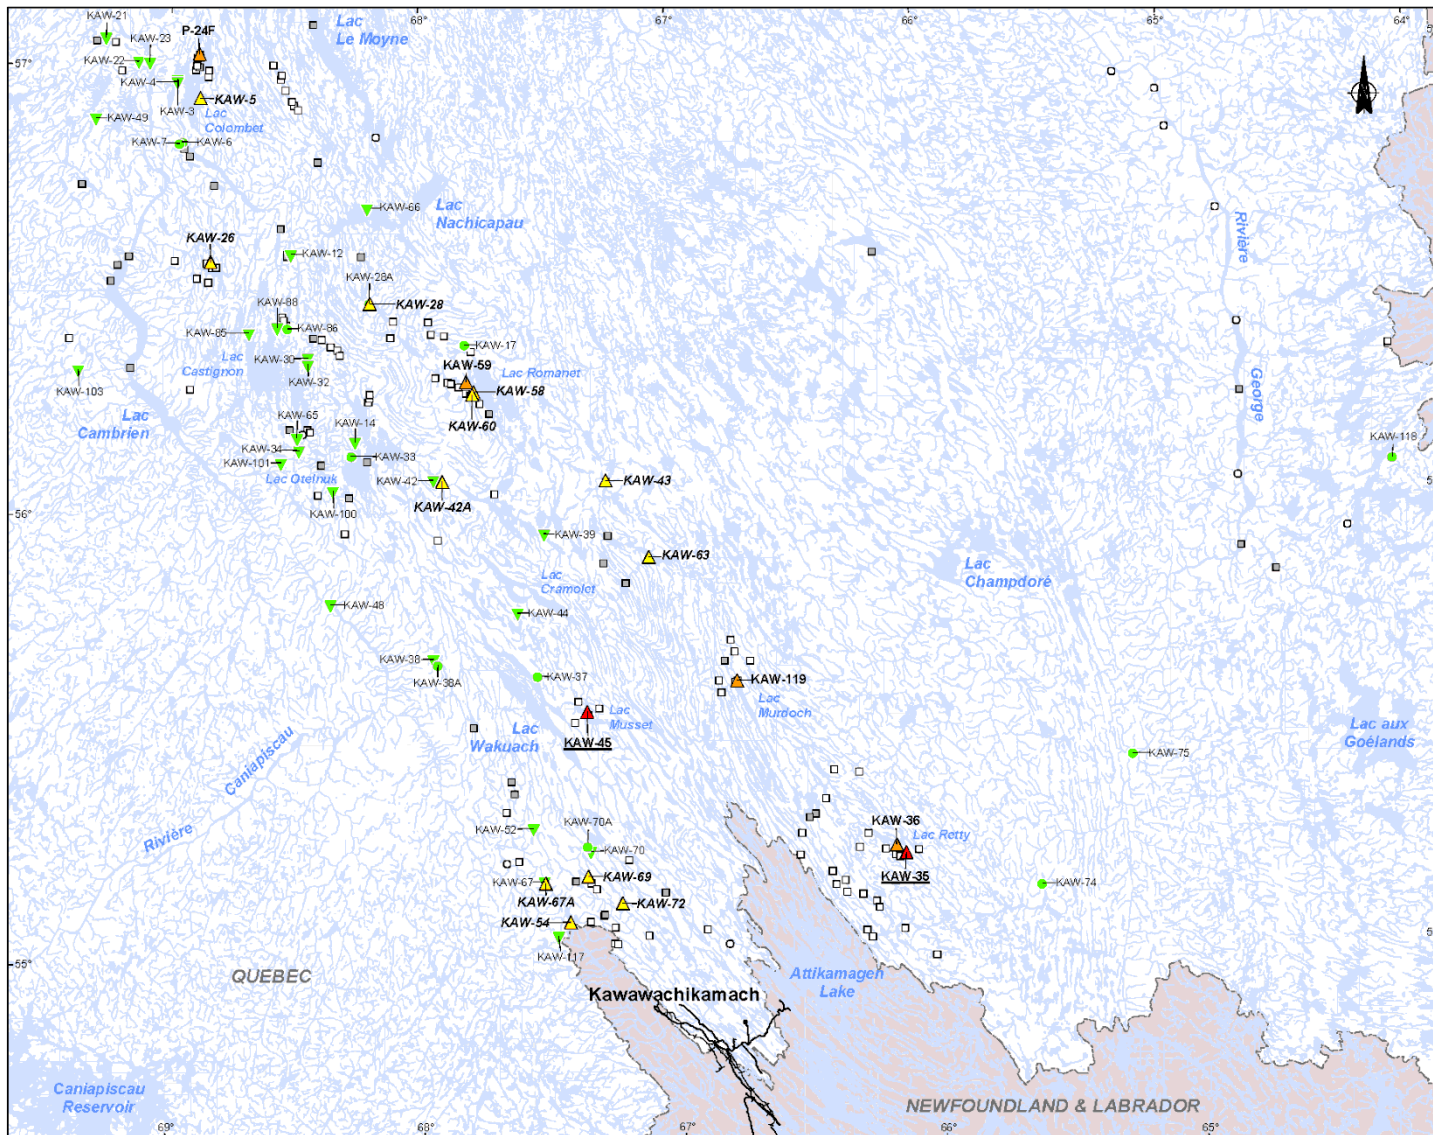 68°
67°
66°
65°
64°
KAW-21
KAW-23
P-24F
Lac
Le Moyne
57°
KAW-22
KAW-4
KAW-3
KAW-5
Lac
Colombet
KAW-49
KAW-7
KAW-6
KAW-66
Lac
Nachicapau
Rivière
George
KAW-26
KAW-12
KAW-28A
KAW-28
KAW-88
KAW-86
KAW-85
KAW-17
Lac
Castignon
KAW-30
KAW-32
KAW-59
Lac Romanet
KAW-58
KAW-60
KAW-103
Lac
Cambrien
KAW-65
KAW-14
KAW-34
KAW-33
KAW-101
Lac Otelnuk
KAW-42
KAW-42A
KAW-43
KAW-118
KAW-100
56°
KAW-39
KAW-63
Lac
Cramolet
Lac
Champdoré
KAW-48
KAW-44
KAW-38
KAW-38A
KAW-37
KAW-119
Lac
Murdoch
Lac
Musset
KAW-45
Lac
Wakuach
Lac aux
Goélands
KAW-75
Rivière
Caniapiscau
KAW-52
KAW-70A
KAW-70
KAW-36
Lac Retty
KAW-35
KAW-67
KAW-67A
KAW-69
KAW-72
KAW-74
KAW-54
KAW-117
55°
QUEBEC
Attikamagen
Lake
Kawawachikamach
Caniapiscau
Reservoir
NEWFOUNDLAND & LABRADOR
69°
68°
67°
66°
65°